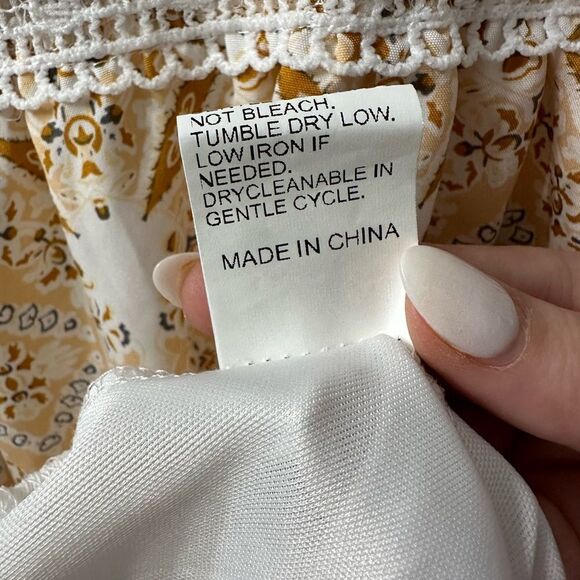 NOT BLEACH.
TUMBLE DRY LOW.
LOW IRON IF
NEEDED.
DRYCLEANABLE IN
GENTLE CYCLE.
MADE IN CHINA